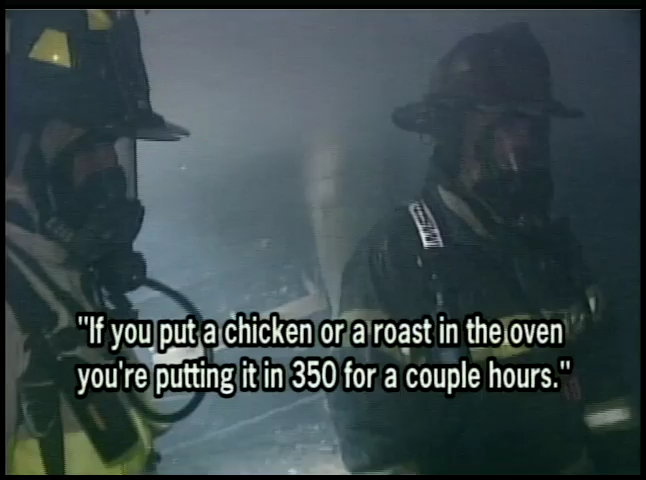 "If you put a chicken or a roast in the oven
you're putting it in 350 for a couple hours."